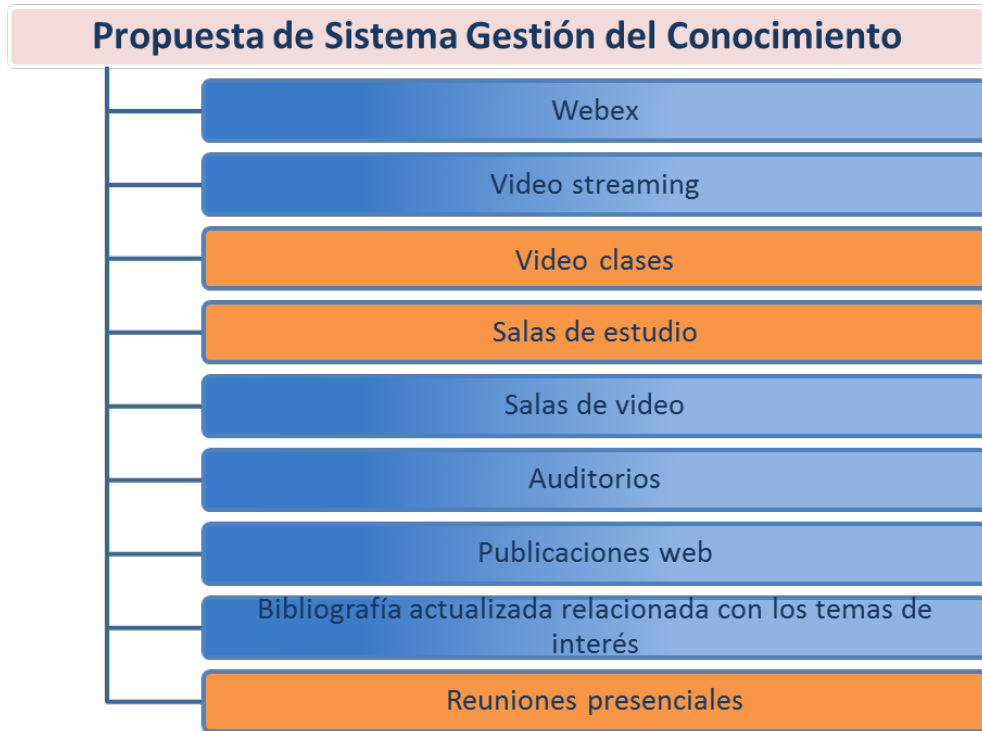 Propuesta de Sistema Gestión del Conocimiento
Webex
Video streaming
Video clases
Salas de estudio
Salas de video
Auditorios
Publicaciones web
Bibliografía actualizada relacionada con los temas de
interés
Reuniones presenciales